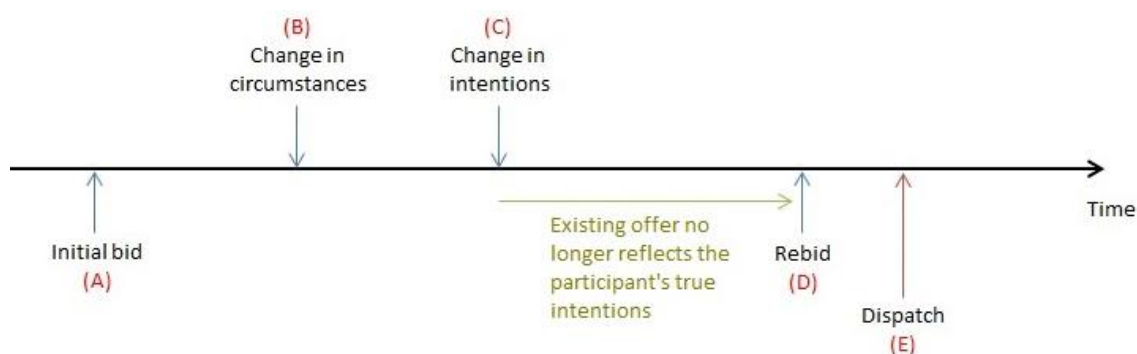 (B)
Change in
circumstances
(C)
Change in
intentions
Time
Initial bid
(A)
Existing offer no
longer reflects the
participant's true
intentions
Rebid
(D)
Dispatch
(E)